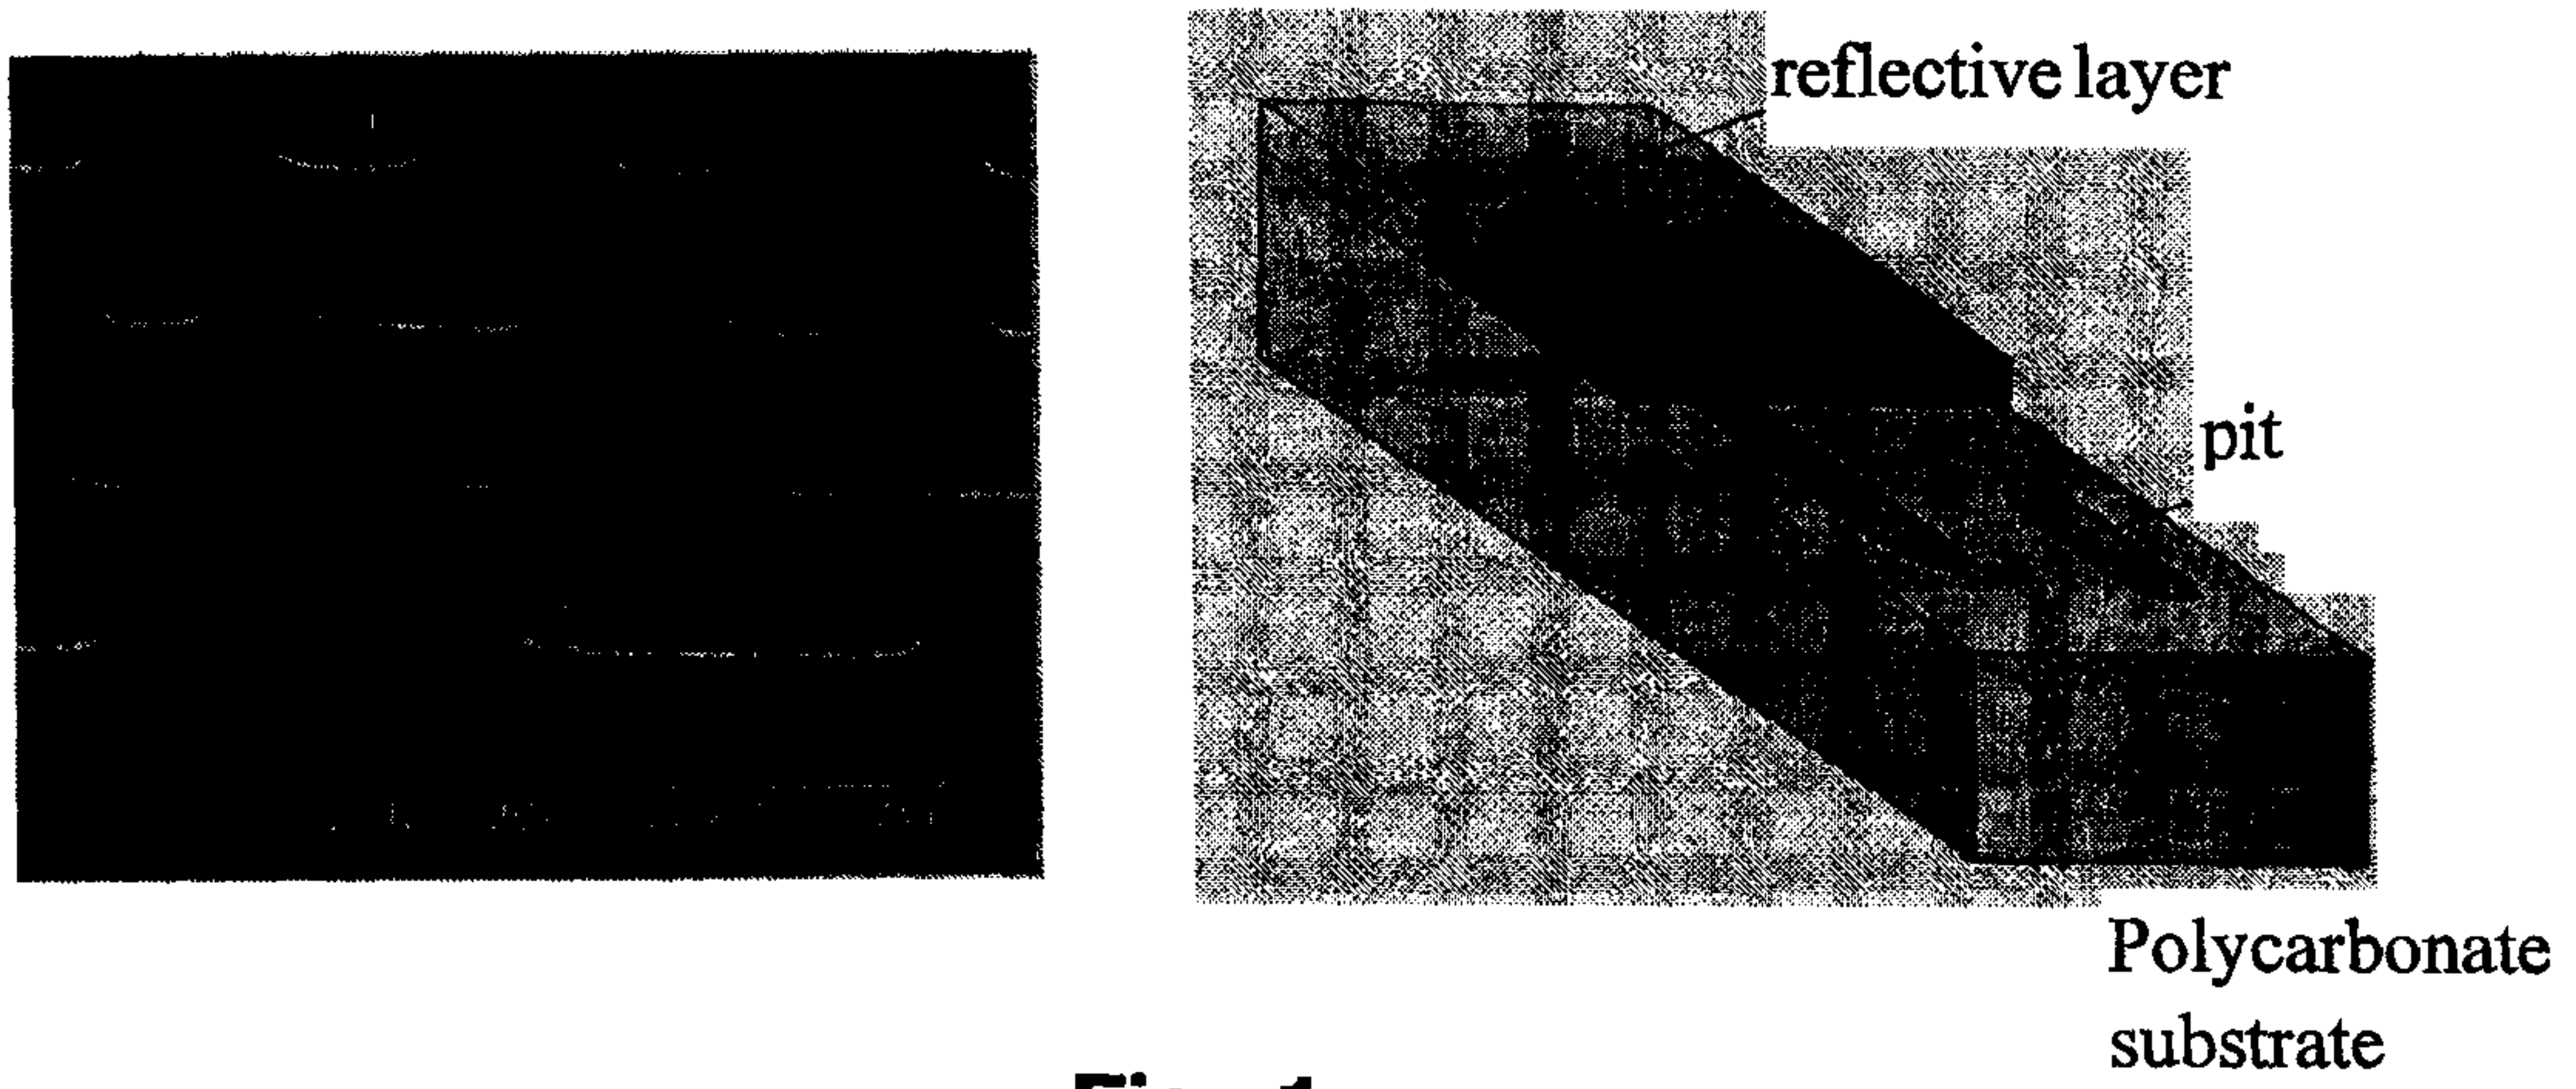 reflective layer
pit
Polycarbonate
substrate